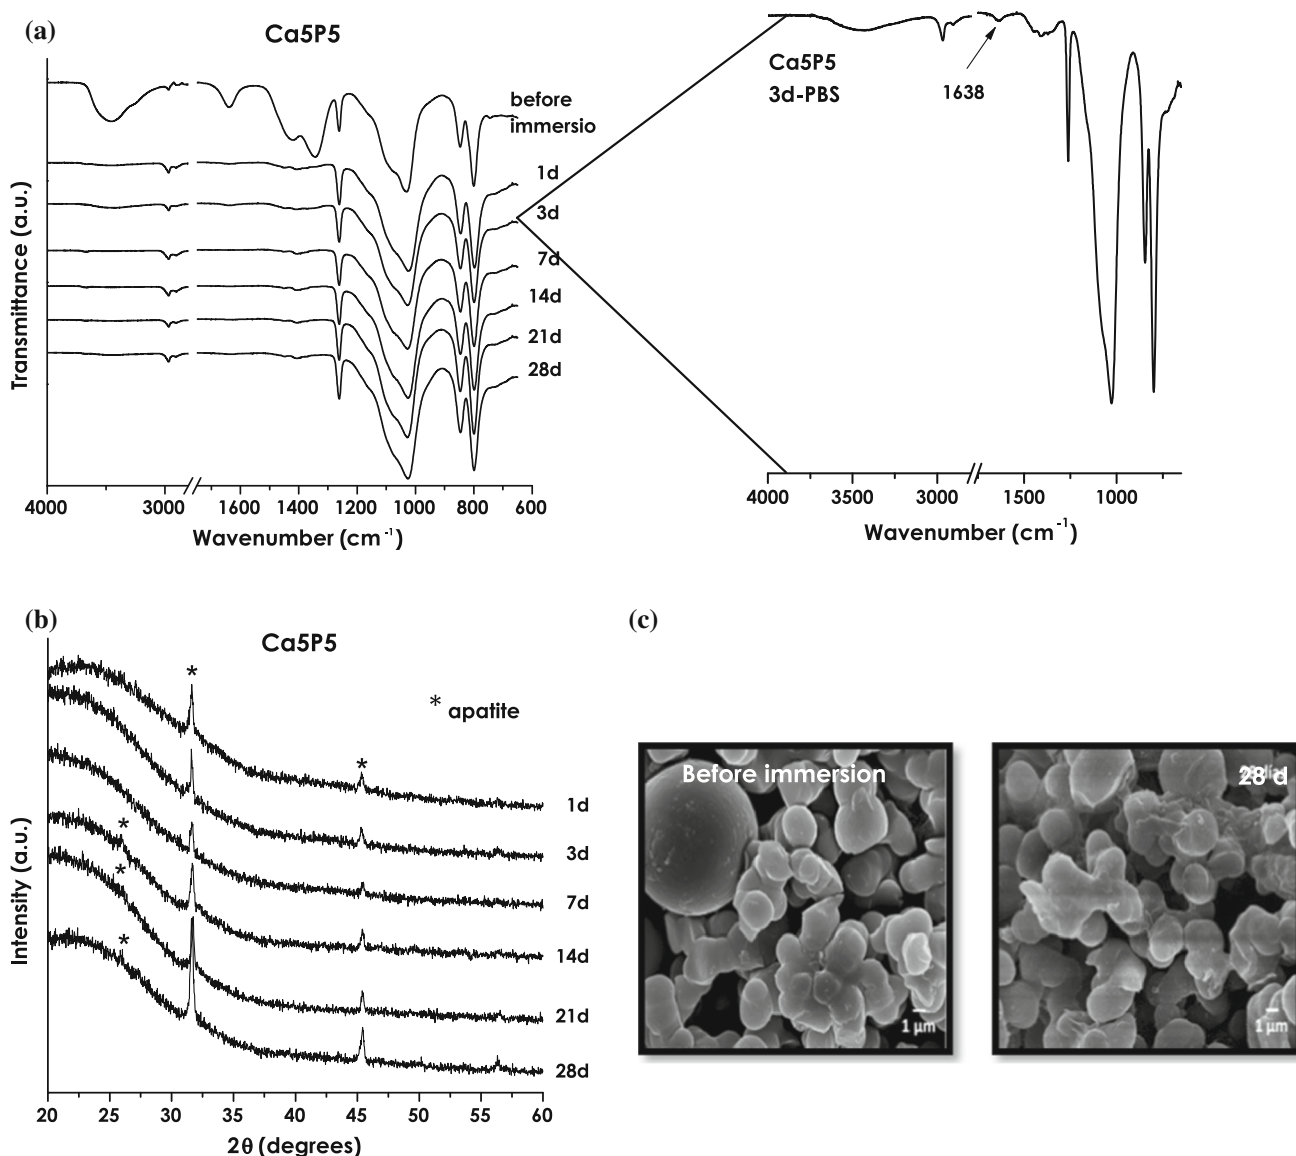 (a)
Ca5P5
before
immersio
1d
3d
7d
14d
21d
28d
Transmittance (a.u.)
4000 3000 1600 1400 1200 1000 800 600
Wavenumber (cm⁻¹)
Ca5P5
3d-PBS
1638
4000 3500 3000 1500 1000
Wavenumber (cm⁻¹)
(b)
Ca5P5
* apatite
*
*
*
*
*
1d
3d
7d
14d
21d
28d
Intensity (a.u.)
20 25 30 35 40 45 50 55 60
2θ (degrees)
(c)
Before immersion
1 µm
28 d
1 µm